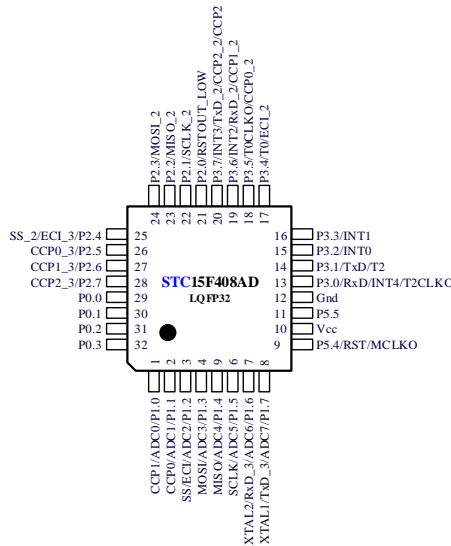 P2.3/MOSI_2
P2.2/MISO_2
P2.1/SCLK_2
P2.0/RSTOUT_LOW
P3.7/INT3/TxD_2/CCP2_2/CCP2
P3.6/INT2/RxD_2/CCP1_2
P3.5/T0CLKO/CCP0_2
P3.4/T0/ECI_2
24 23 22 21 20 19 18 17
SS_2/ECI_3/P2.4 25
CCP0_3/P2.5 26
CCP1_3/P2.6 27
CCP2_3/P2.7 28
P0.0 29
P0.1 30
P0.2 31
P0.3 32
STC15F408AD
LQFP32
16 P3.3/INT1
15 P3.2/INT0
14 P3.1/TxD/T2
13 P3.0/RxD/INT4/T2CLKO
12 Gnd
11 P5.5
10 Vcc
9 P5.4/RST/MCLKO
1 2 3 4 9 6 7 8
CCP1/ADC0/P1.0
CCP0/ADC1/P1.1
SS/ECI/ADC2/P1.2
MOSI/ADC3/P1.3
MISO/ADC4/P1.4
SCLK/ADC5/P1.5
XTAL2/RxD_3/ADC6/P1.6
XTAL1/TxD_3/ADC7/P1.7